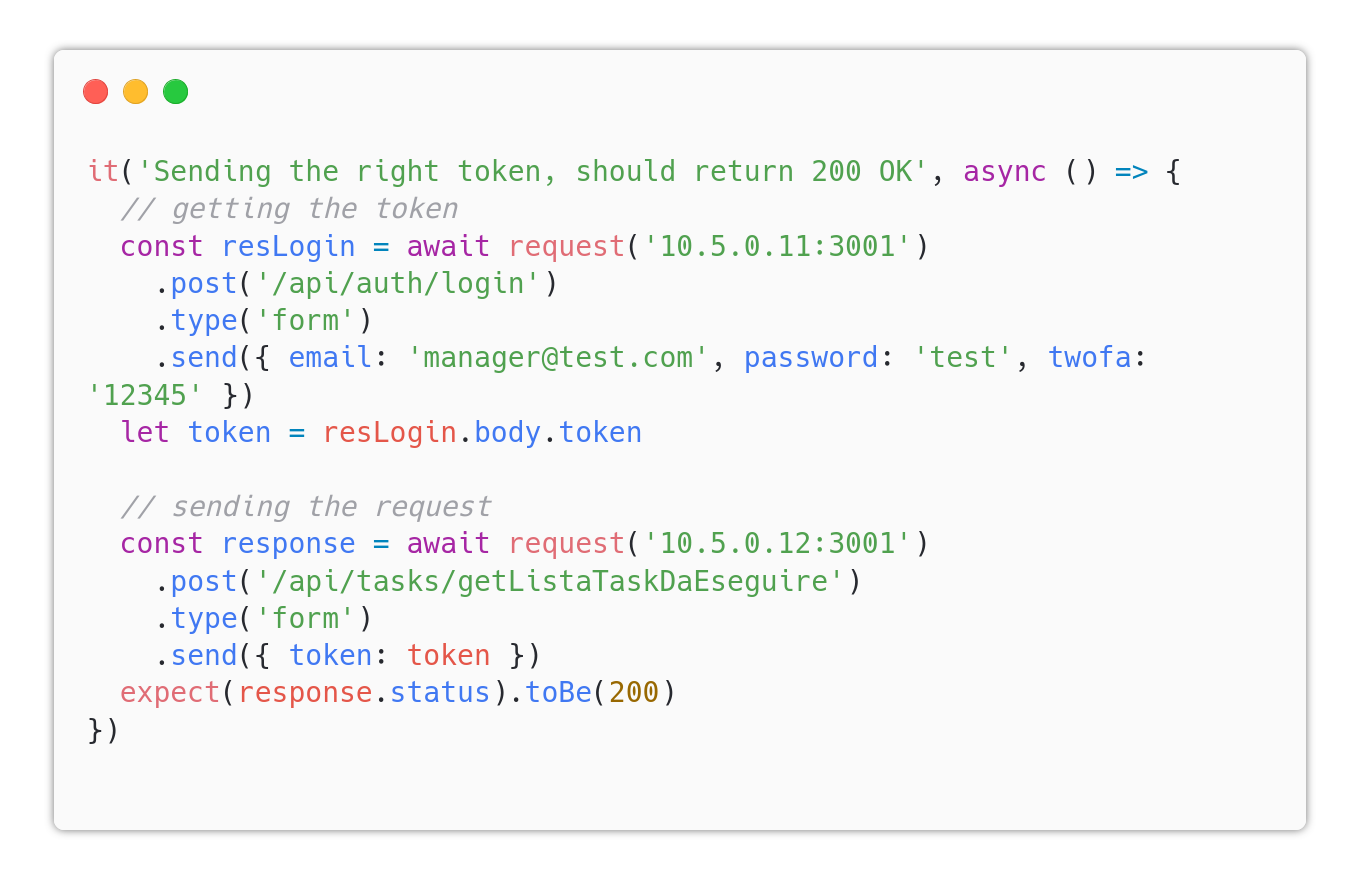 it('Sending the right token, should return 200 OK', async () => {
  // getting the token
  const resLogin = await request('10.5.0.11:3001')
    .post('/api/auth/login')
    .type('form')
    .send({ email: 'manager@test.com', password: 'test', twofa:
'12345' })
  let token = resLogin.body.token

  // sending the request
  const response = await request('10.5.0.12:3001')
    .post('/api/tasks/getListaTaskDaEseguire')
    .type('form')
    .send({ token: token })
  expect(response.status).toBe(200)
})